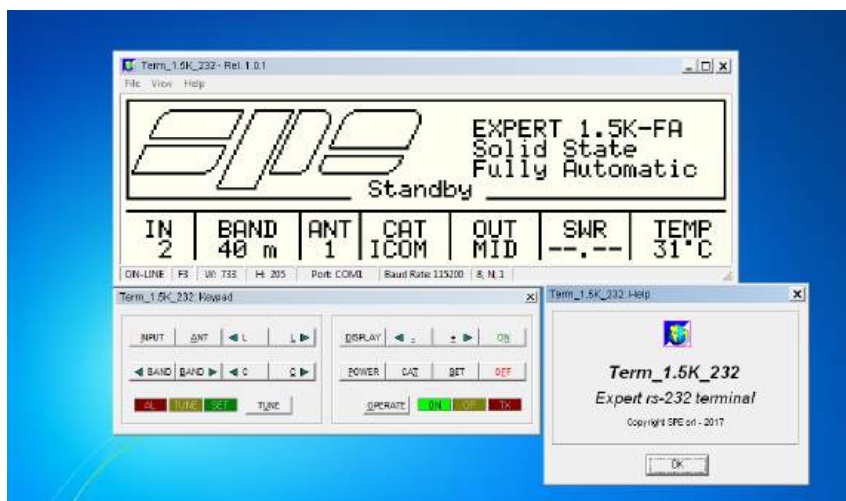 Term_1.5K_232 - Rel. 1.0.1
File View Help
spe
EXPERT 1.5K-FA
Solid State
Fully Automatic
Standby
IN BAND ANT CAT OUT SWR TEMP
2 40 m 1 ICOM MID --.-- 31°C
ON-LINE F3 W: 733 H: 205 Port: COM1 Baud Rate: 115200 8, N, 1
Term_1.5K_232 Keypad
INPUT ANT ◄ L L ► DISPLAY ◄ - + ► ON
◄ BAND BAND ► ◄ C C ► POWER CAT SET OFF
AL TUNE SET TUNE OPERATE ON OP TX
Term_1.5K_232 Help
Term_1.5K_232
Expert rs-232 terminal
Copyright SPE srl - 2017
OK